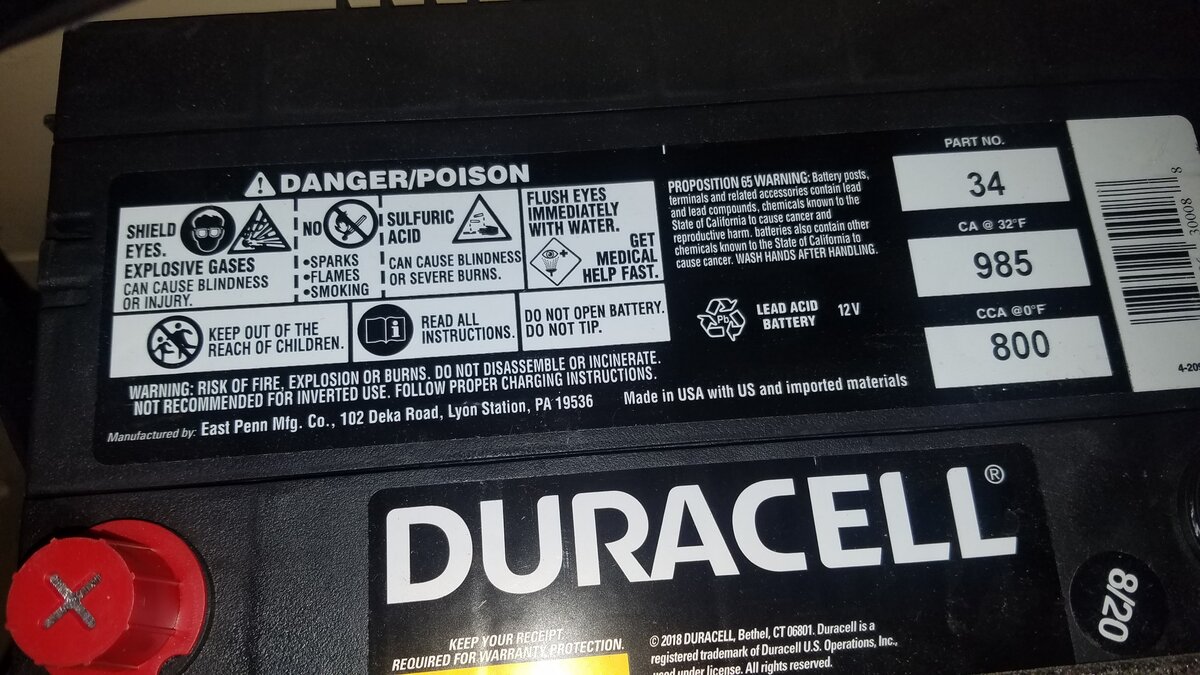 DANGER/POISON
SHIELD
EYES.
EXPLOSIVE GASES
CAN CAUSE BLINDNESS
OR INJURY.
NO
•SPARKS
•FLAMES
•SMOKING
SULFURIC
ACID
CAN CAUSE BLINDNESS
OR SEVERE BURNS.
FLUSH EYES
IMMEDIATELY
WITH WATER.
GET
MEDICAL
HELP FAST.
KEEP OUT OF THE
REACH OF CHILDREN.
READ ALL
INSTRUCTIONS.
DO NOT OPEN BATTERY.
DO NOT TIP.
WARNING: RISK OF FIRE, EXPLOSION OR BURNS. DO NOT DISASSEMBLE OR INCINERATE.
NOT RECOMMENDED FOR INVERTED USE. FOLLOW PROPER CHARGING INSTRUCTIONS.
Manufactured by: East Penn Mfg. Co., 102 Deka Road, Lyon Station, PA 19536
Made in USA with US and imported materials
PROPOSITION 65 WARNING: Battery posts,
terminals and related accessories contain lead
and lead compounds, chemicals known to the
State of California to cause cancer and
reproductive harm. batteries also contain other
chemicals known to the State of California to
cause cancer. WASH HANDS AFTER HANDLING.
Pb
LEAD ACID
BATTERY
12V
PART NO.
34
CA @ 32°F
985
CCA @0°F
800
30008
8
4-209
DURACELL®
KEEP YOUR RECEIPT.
REQUIRED FOR WARRANTY PROTECTION.
© 2018 DURACELL, Bethel, CT 06801. Duracell is a
registered trademark of Duracell U.S. Operations, Inc.,
used under license. All rights reserved.
8/20
+